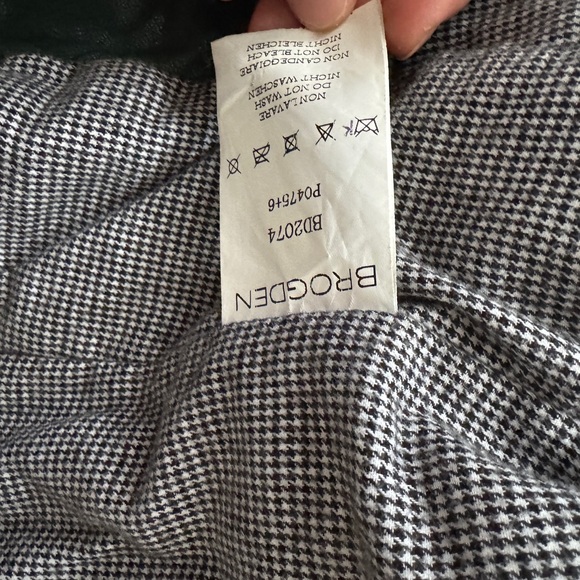 BROGDEN
BD2074
P0475+6
NON LAVARE
DO NOT WASH
NICHT WASCHEN
NON CANDEGGIARE
DO NOT BLEACH
NICHT BLEICHEN